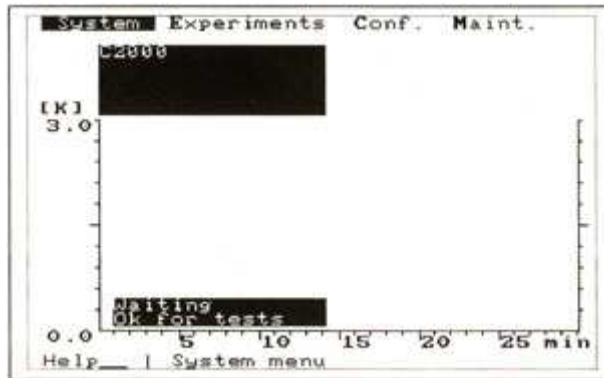 System Experiments Conf. Maint.
C2000
[K]
3.0
Waiting
Ok for tests
0.0 5 10 15 20 25 min
Help__ | System menu